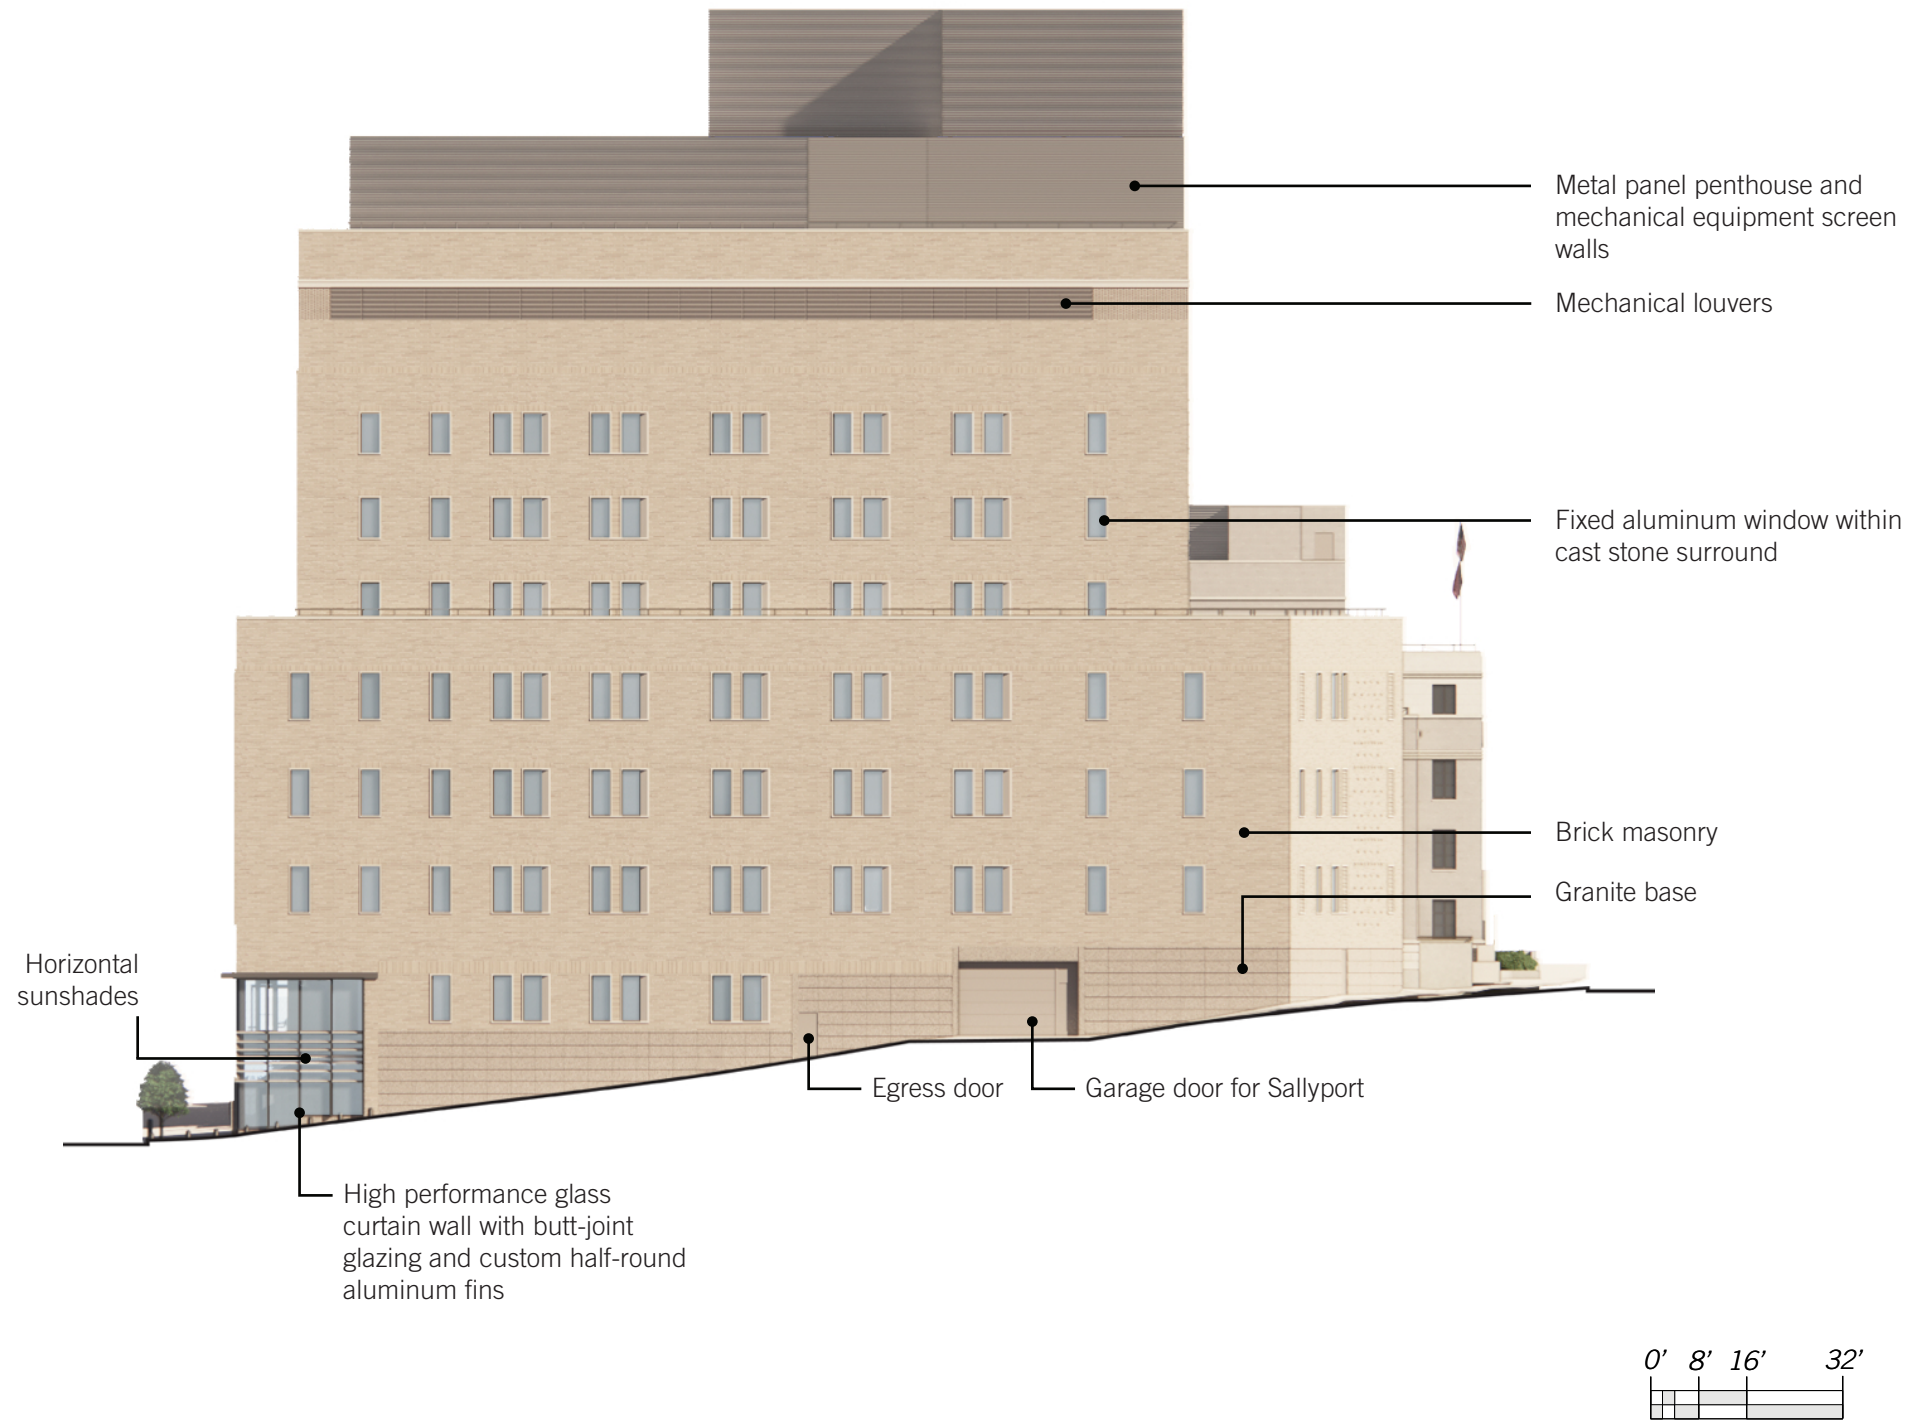 Metal panel penthouse and
mechanical equipment screen
walls
Mechanical louvers
Fixed aluminum window within
cast stone surround
Brick masonry
Granite base
Horizontal
sunshades
Egress door
Garage door for Sallyport
High performance glass
curtain wall with butt-joint
glazing and custom half-round
aluminum fins
0' 8' 16' 32'